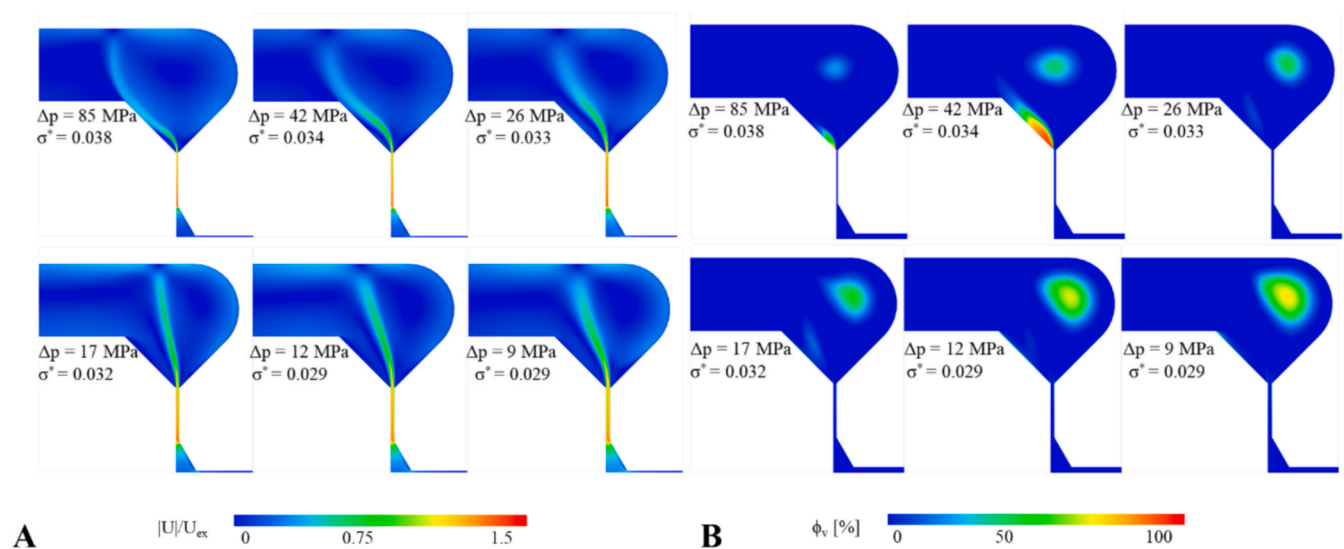 Δp = 85 MPa
σ* = 0.038
Δp = 42 MPa
σ* = 0.034
Δp = 26 MPa
σ* = 0.033
Δp = 17 MPa
σ* = 0.032
Δp = 12 MPa
σ* = 0.029
Δp = 9 MPa
σ* = 0.029
A
|U|/Uₑₓ
0 0.75 1.5
Δp = 85 MPa
σ* = 0.038
Δp = 42 MPa
σ* = 0.034
Δp = 26 MPa
σ* = 0.033
Δp = 17 MPa
σ* = 0.032
Δp = 12 MPa
σ* = 0.029
Δp = 9 MPa
σ* = 0.029
B
ϕᵥ [%]
0 50 100